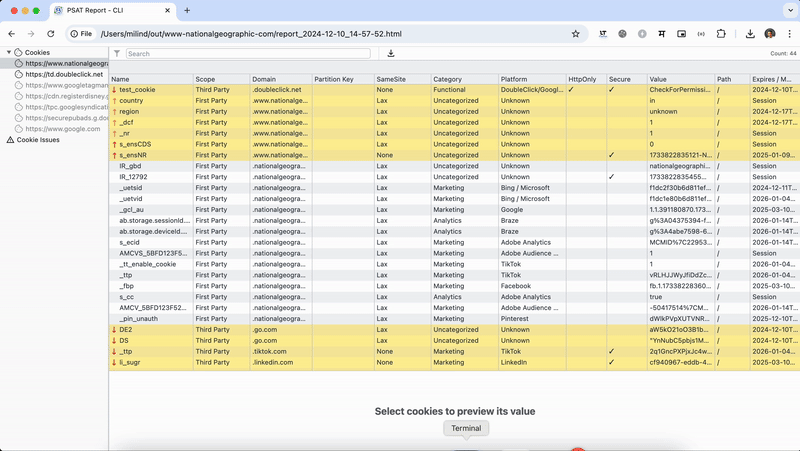 PSAT Report - CLI
File /Users/milind/out/www-nationalgeographic-com/report_2024-12-10_14-57-52.html
Cookies
https://www.nationalgeogra
https://td.doubleclick.net
https://www.googletagman
https://cdn.registerdisney.g
https://tpc.googlesyndicati
https://securepubads.g.do
https://www.google.com
Cookie Issues
Search
Count: 44
Name Scope Domain Partition Key SameSite Category Platform HttpOnly Secure Value Path Expires / M...
test_cookie Third Party .doubleclick.net None Functional DoubleClick/Googl... ✓ ✓ CheckForPermissi... / 2024-12-10T...
country First Party .www.nationalge... Lax Uncategorized Unknown in / Session
region First Party .www.nationalge... Lax Uncategorized Unknown unknown / 2024-12-17T...
_dcf First Party .www.nationalge... Lax Uncategorized Unknown 1 / 2024-12-17T...
_nr First Party .www.nationalge... Lax Uncategorized Unknown 1 / Session
s_ensCDS First Party .www.nationalge... Lax Uncategorized Unknown 0 / Session
s_ensNR First Party .www.nationalge... None Uncategorized Unknown ✓ 1733822835121-N... / 2025-01-09...
IR_gbd First Party .nationalgeogra... Lax Uncategorized Unknown nationalgeographi... / Session
IR_12792 First Party .nationalgeogra... Lax Uncategorized Unknown ✓ 1733822835455... / Session
_uetsid First Party .nationalgeogra... Lax Marketing Bing / Microsoft f1dc2f30b6d811ef... / 2024-12-11T...
_uetvid First Party .nationalgeogra... Lax Marketing Bing / Microsoft f1dc1e80b6d811ef... / 2026-01-04...
_gcl_au First Party .nationalgeogra... Lax Marketing Google 1.1.391180870.173... / 2025-03-10...
ab.storage.sessionId.... First Party .nationalgeogra... Lax Analytics Braze g%3A04375394-f... / 2026-01-14T...
ab.storage.deviceId.... First Party .nationalgeogra... Lax Analytics Braze g%3A4abe7598-6... / 2026-01-14T...
s_ecid First Party .nationalgeogra... Lax Marketing Adobe Analytics MCMID%7C22953... / 2026-01-14T...
AMCVS_5BFD123F5... First Party .nationalgeogra... Lax Marketing Adobe Audience ... 1 / Session
_tt_enable_cookie First Party .nationalgeogra... Lax Marketing TikTok 1 / 2026-01-04...
_ttp First Party .nationalgeogra... Lax Marketing TikTok vRLHJJWyJfiDdZc... / 2026-01-04...
_fbp First Party .nationalgeogra... Lax Marketing Facebook fb.1.17338228360... / 2025-03-10...
s_cc First Party .nationalgeogra... Lax Analytics Adobe Analytics true / Session
AMCV_5BFD123F52... First Party .nationalgeogra... Lax Marketing Adobe Audience ... -50417514%7CM... / 2026-01-14T...
_pin_unauth First Party .nationalgeogra... Lax Marketing Pinterest dWlkPVpXUTVNR... / 2025-12-10T...
DE2 Third Party .go.com Lax Uncategorized Unknown aW5kO21oO3B1b... / 2024-12-10T...
DS Third Party .go.com Lax Uncategorized Unknown "YnNubC5pbjs1M... / 2024-12-10T...
_ttp Third Party .tiktok.com None Marketing TikTok ✓ 2q1GncPXPjxJc4w... / 2026-01-04...
li_sugr Third Party .linkedin.com None Marketing LinkedIn ✓ cf940967-eddb-4... / 2025-03-10...
Select cookies to preview its value
Terminal